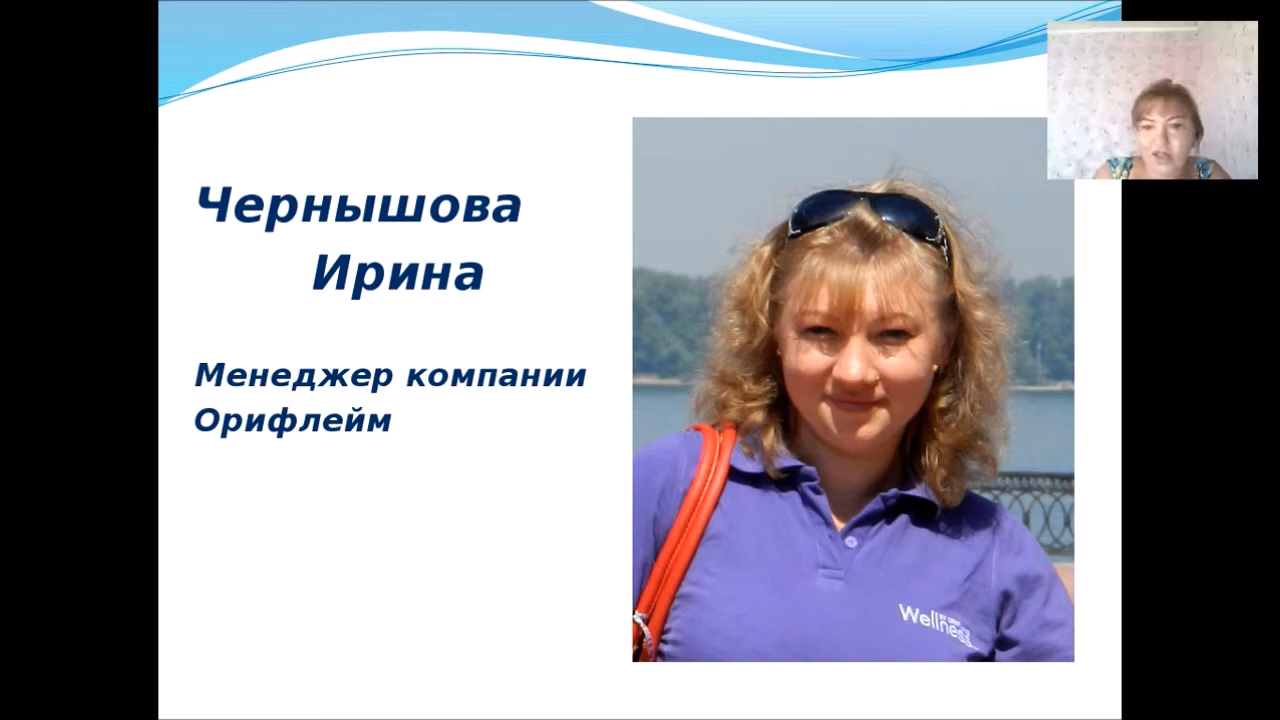 Чернышова
Ирина
Менеджер компании
Орифлейм
Wellness